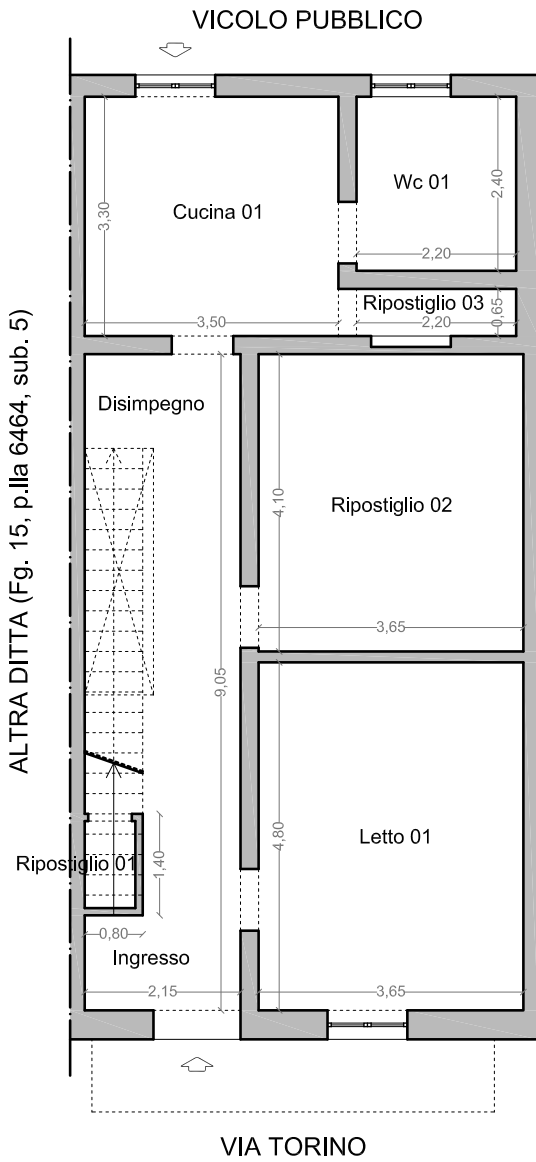 VICOLO PUBBLICO
Cucina 01
Wc 01
3,30
2,40
2,20
Ripostiglio 03
0,65
3,50
2,20
ALTRA DITTA (Fg. 15, p.lla 6464, sub. 5)
Disimpegno
Ripostiglio 02
4,10
3,65
9,05
Letto 01
4,80
Ripostiglio 01
1,40
0,80
Ingresso
2,15
3,65
VIA TORINO